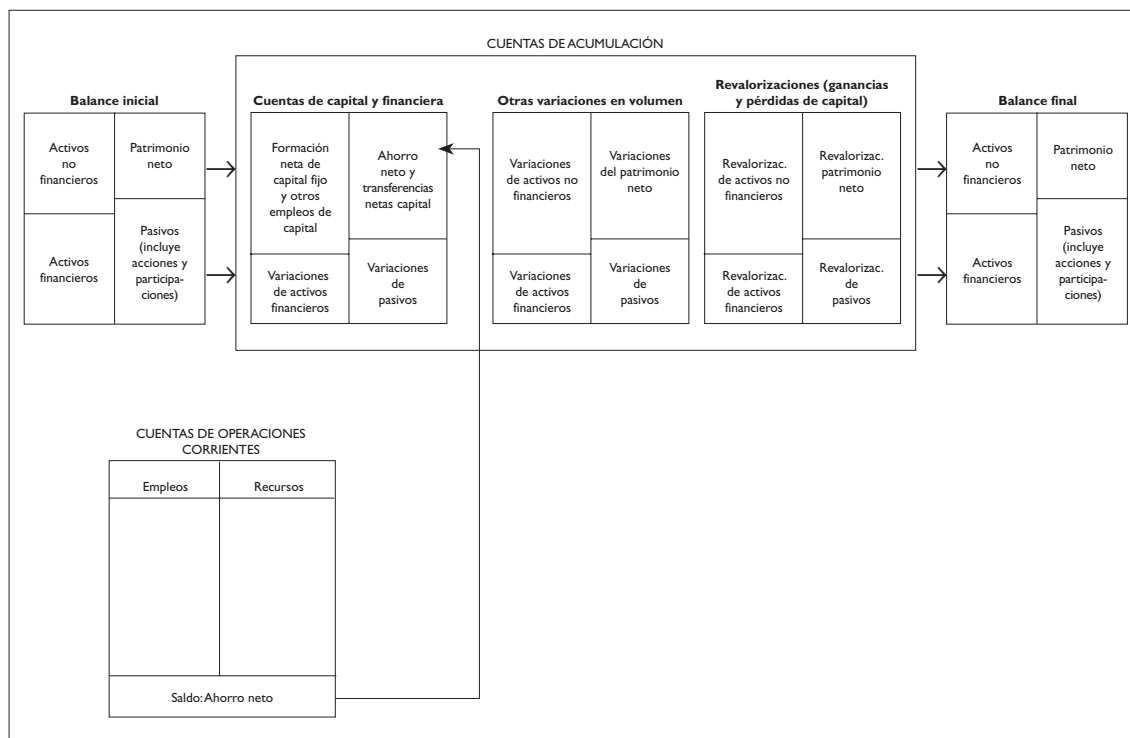 CUENTAS DE ACUMULACIÓN
Balance inicial
Activos
no
financieros
Patrimonio
neto
Activos
financieros
Pasivos
(incluye
acciones y
participa-
ciones)
Cuentas de capital y financiera
Formación
neta de
capital fijo
y otros
empleos de
capital
Ahorro
neto y
transferencias
netas capital
Variaciones
de activos
financieros
Variaciones
de
pasivos
Otras variaciones en volumen
Variaciones
de activos no
financieros
Variaciones
del patrimonio
neto
Variaciones
de activos
financieros
Variaciones
de
pasivos
Revalorizaciones (ganancias
y pérdidas de capital)
Revalorizac.
de activos no
financieros
Revalorizac.
patrimonio
neto
Revalorizac.
de activos
financieros
Revalorizac.
de
pasivos
Balance final
Activos
no
financieros
Patrimonio
neto
Activos
financieros
Pasivos
(incluye
acciones y
participa-
ciones)
CUENTAS DE OPERACIONES
CORRIENTES
Empleos
Recursos
Saldo: Ahorro neto